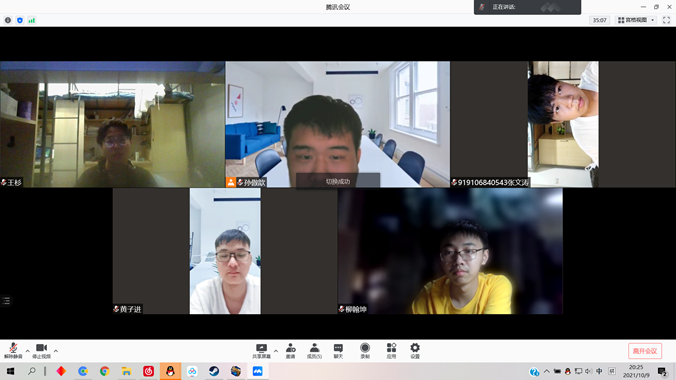 腾讯会议
正在讲话:
35:07
宫格视图
王杉
孙傲歆
919106840543张文涛
切换成功
黄子进
柳翰坤
解除静音
停止视频
共享屏幕
邀请
成员(5)
聊天
录制
应用
设置
离开会议
中
20:25
2021/10/9